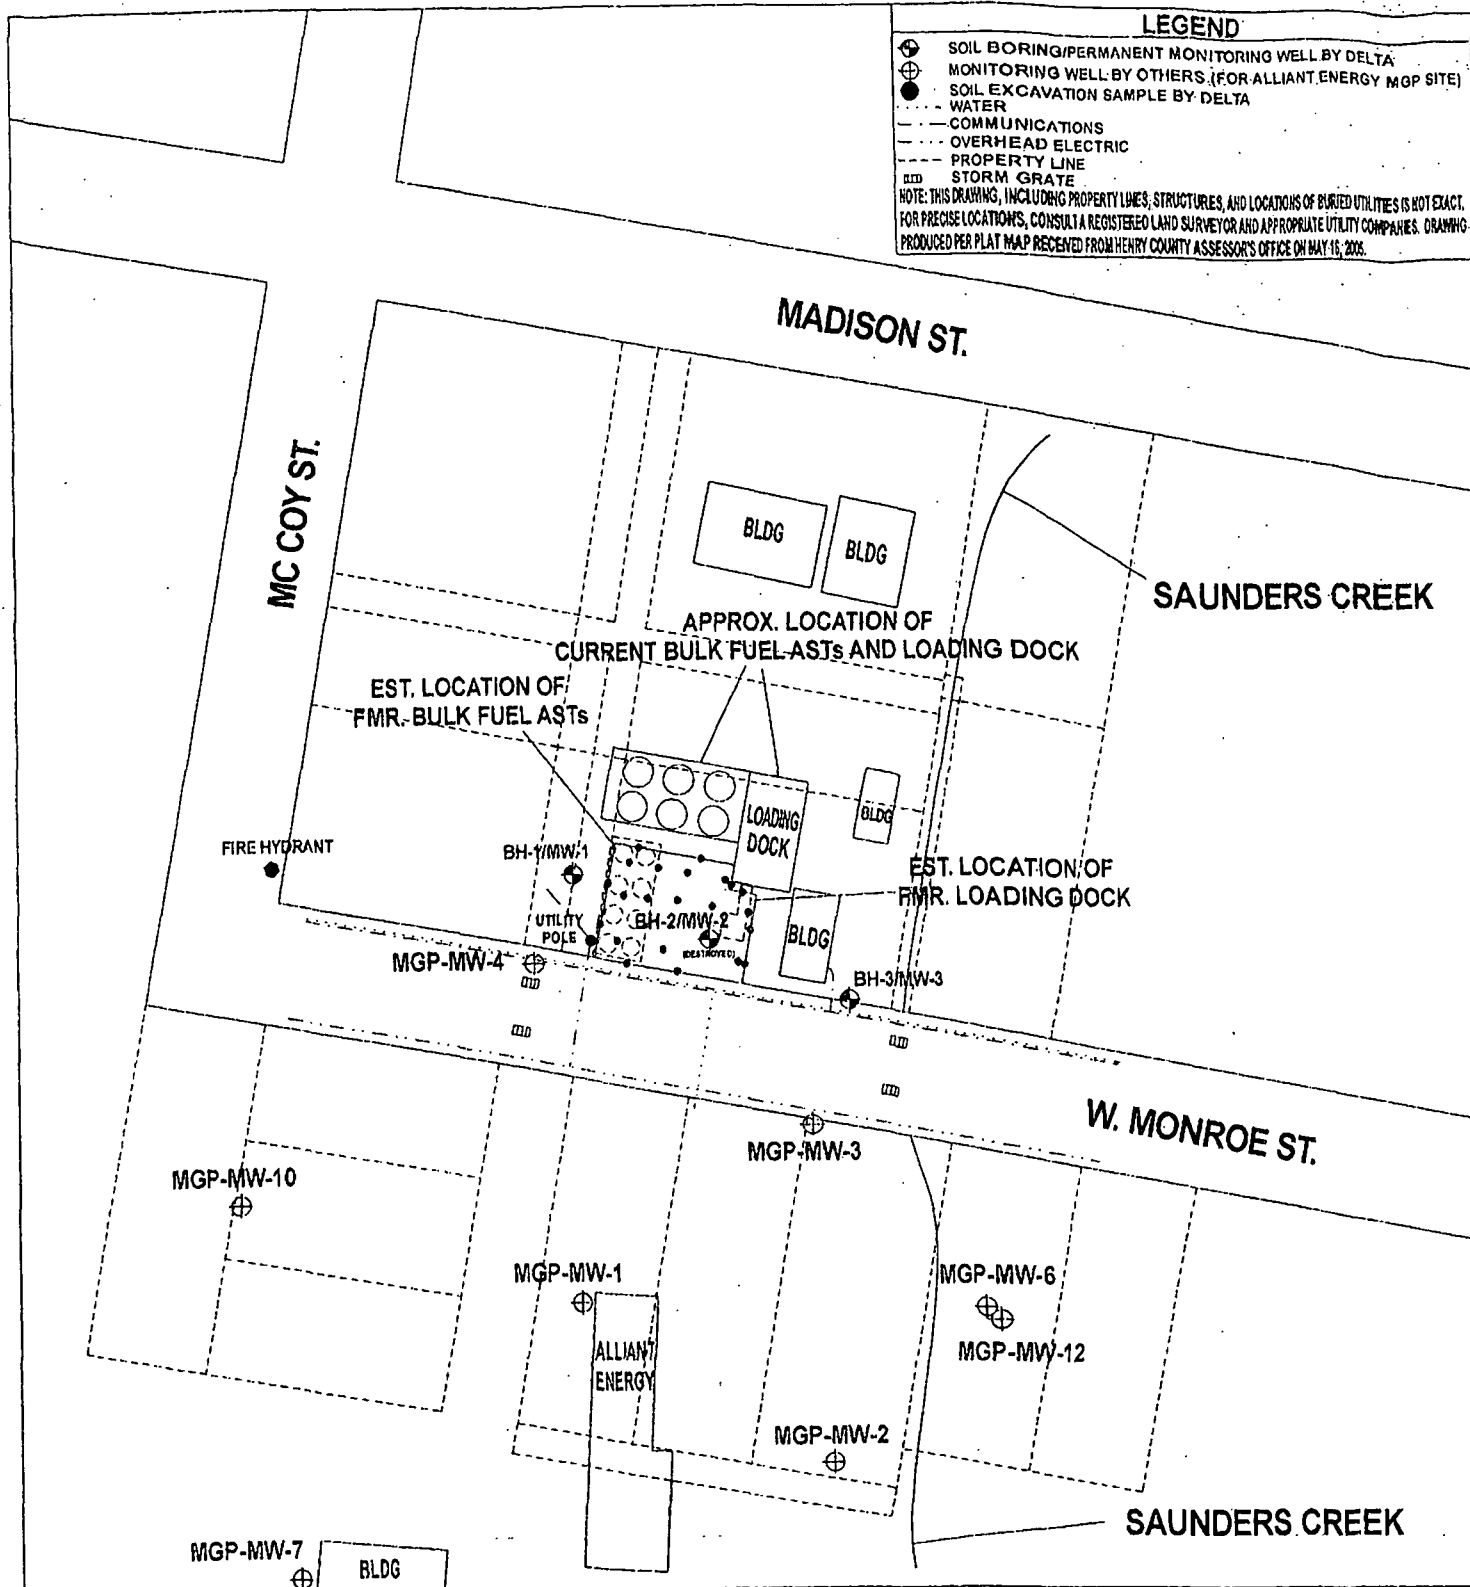 LEGEND
SOIL BORING/PERMANENT MONITORING WELL BY DELTA
MONITORING WELL BY OTHERS (FOR ALLIANT ENERGY MGP SITE)
SOIL EXCAVATION SAMPLE BY DELTA
WATER
COMMUNICATIONS
OVERHEAD ELECTRIC
PROPERTY LINE
STORM GRATE
NOTE: THIS DRAWING, INCLUDING PROPERTY LINES, STRUCTURES, AND LOCATIONS OF BURIED UTILITIES IS NOT EXACT.
FOR PRECISE LOCATIONS, CONSULT A REGISTERED LAND SURVEYOR AND APPROPRIATE UTILITY COMPANIES. DRAWING
PRODUCED PER PLAT MAP RECEIVED FROM HENRY COUNTY ASSESSOR'S OFFICE ON MAY 16, 2005.
MADISON ST.
MC COY ST.
BLDG
BLDG
SAUNDERS CREEK
APPROX. LOCATION OF
CURRENT BULK FUEL ASTs AND LOADING DOCK
EST. LOCATION OF
FMR. BULK FUEL ASTs
LOADING
DOCK
BLDG
FIRE HYDRANT
BH-1/MW-1
EST. LOCATION OF
FMR. LOADING DOCK
UTILITY
POLE
BH-2/MW-2
(DESTROYED)
BLDG
MGP-MW-4
BH-3/MW-3
W. MONROE ST.
MGP-MW-3
MGP-MW-10
MGP-MW-1
MGP-MW-6
ALLIANT
ENERGY
MGP-MW-12
MGP-MW-2
SAUNDERS CREEK
MGP-MW-7
BLDG